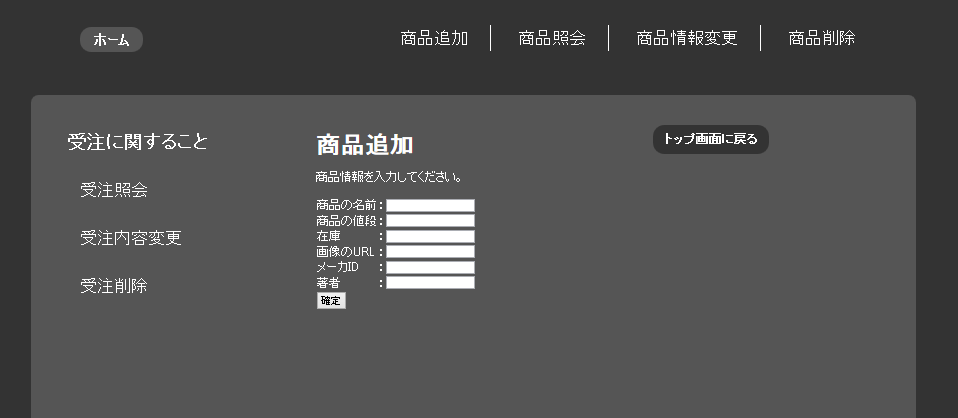 ホーム
商品追加
商品照会
商品情報変更
商品削除
受注に関すること
受注照会
受注内容変更
受注削除
商品追加
商品情報を入力してください。
商品の名前：
商品の値段：
在庫：
画像のURL：
メーカID：
著者：
確定
トップ画面に戻る